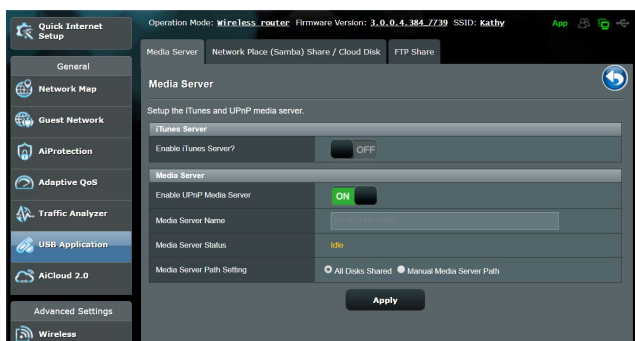 Quick Internet
Setup
Operation Mode: Wireless router Firmware Version: 3.0.0.4.384_7739 SSID: Kathy
App
Media Server
Network Place (Samba) Share / Cloud Disk
FTP Share
General
Network Map
Guest Network
AiProtection
Adaptive QoS
Traffic Analyzer
USB Application
AiCloud 2.0
Advanced Settings
Wireless
Media Server
Setup the iTunes and UPnP media server.
iTunes Server
Enable iTunes Server?
OFF
Media Server
Enable UPnP Media Server
ON
Media Server Name
Media Server Status
Idle
Media Server Path Setting
All Disks Shared
Manual Media Server Path
Apply